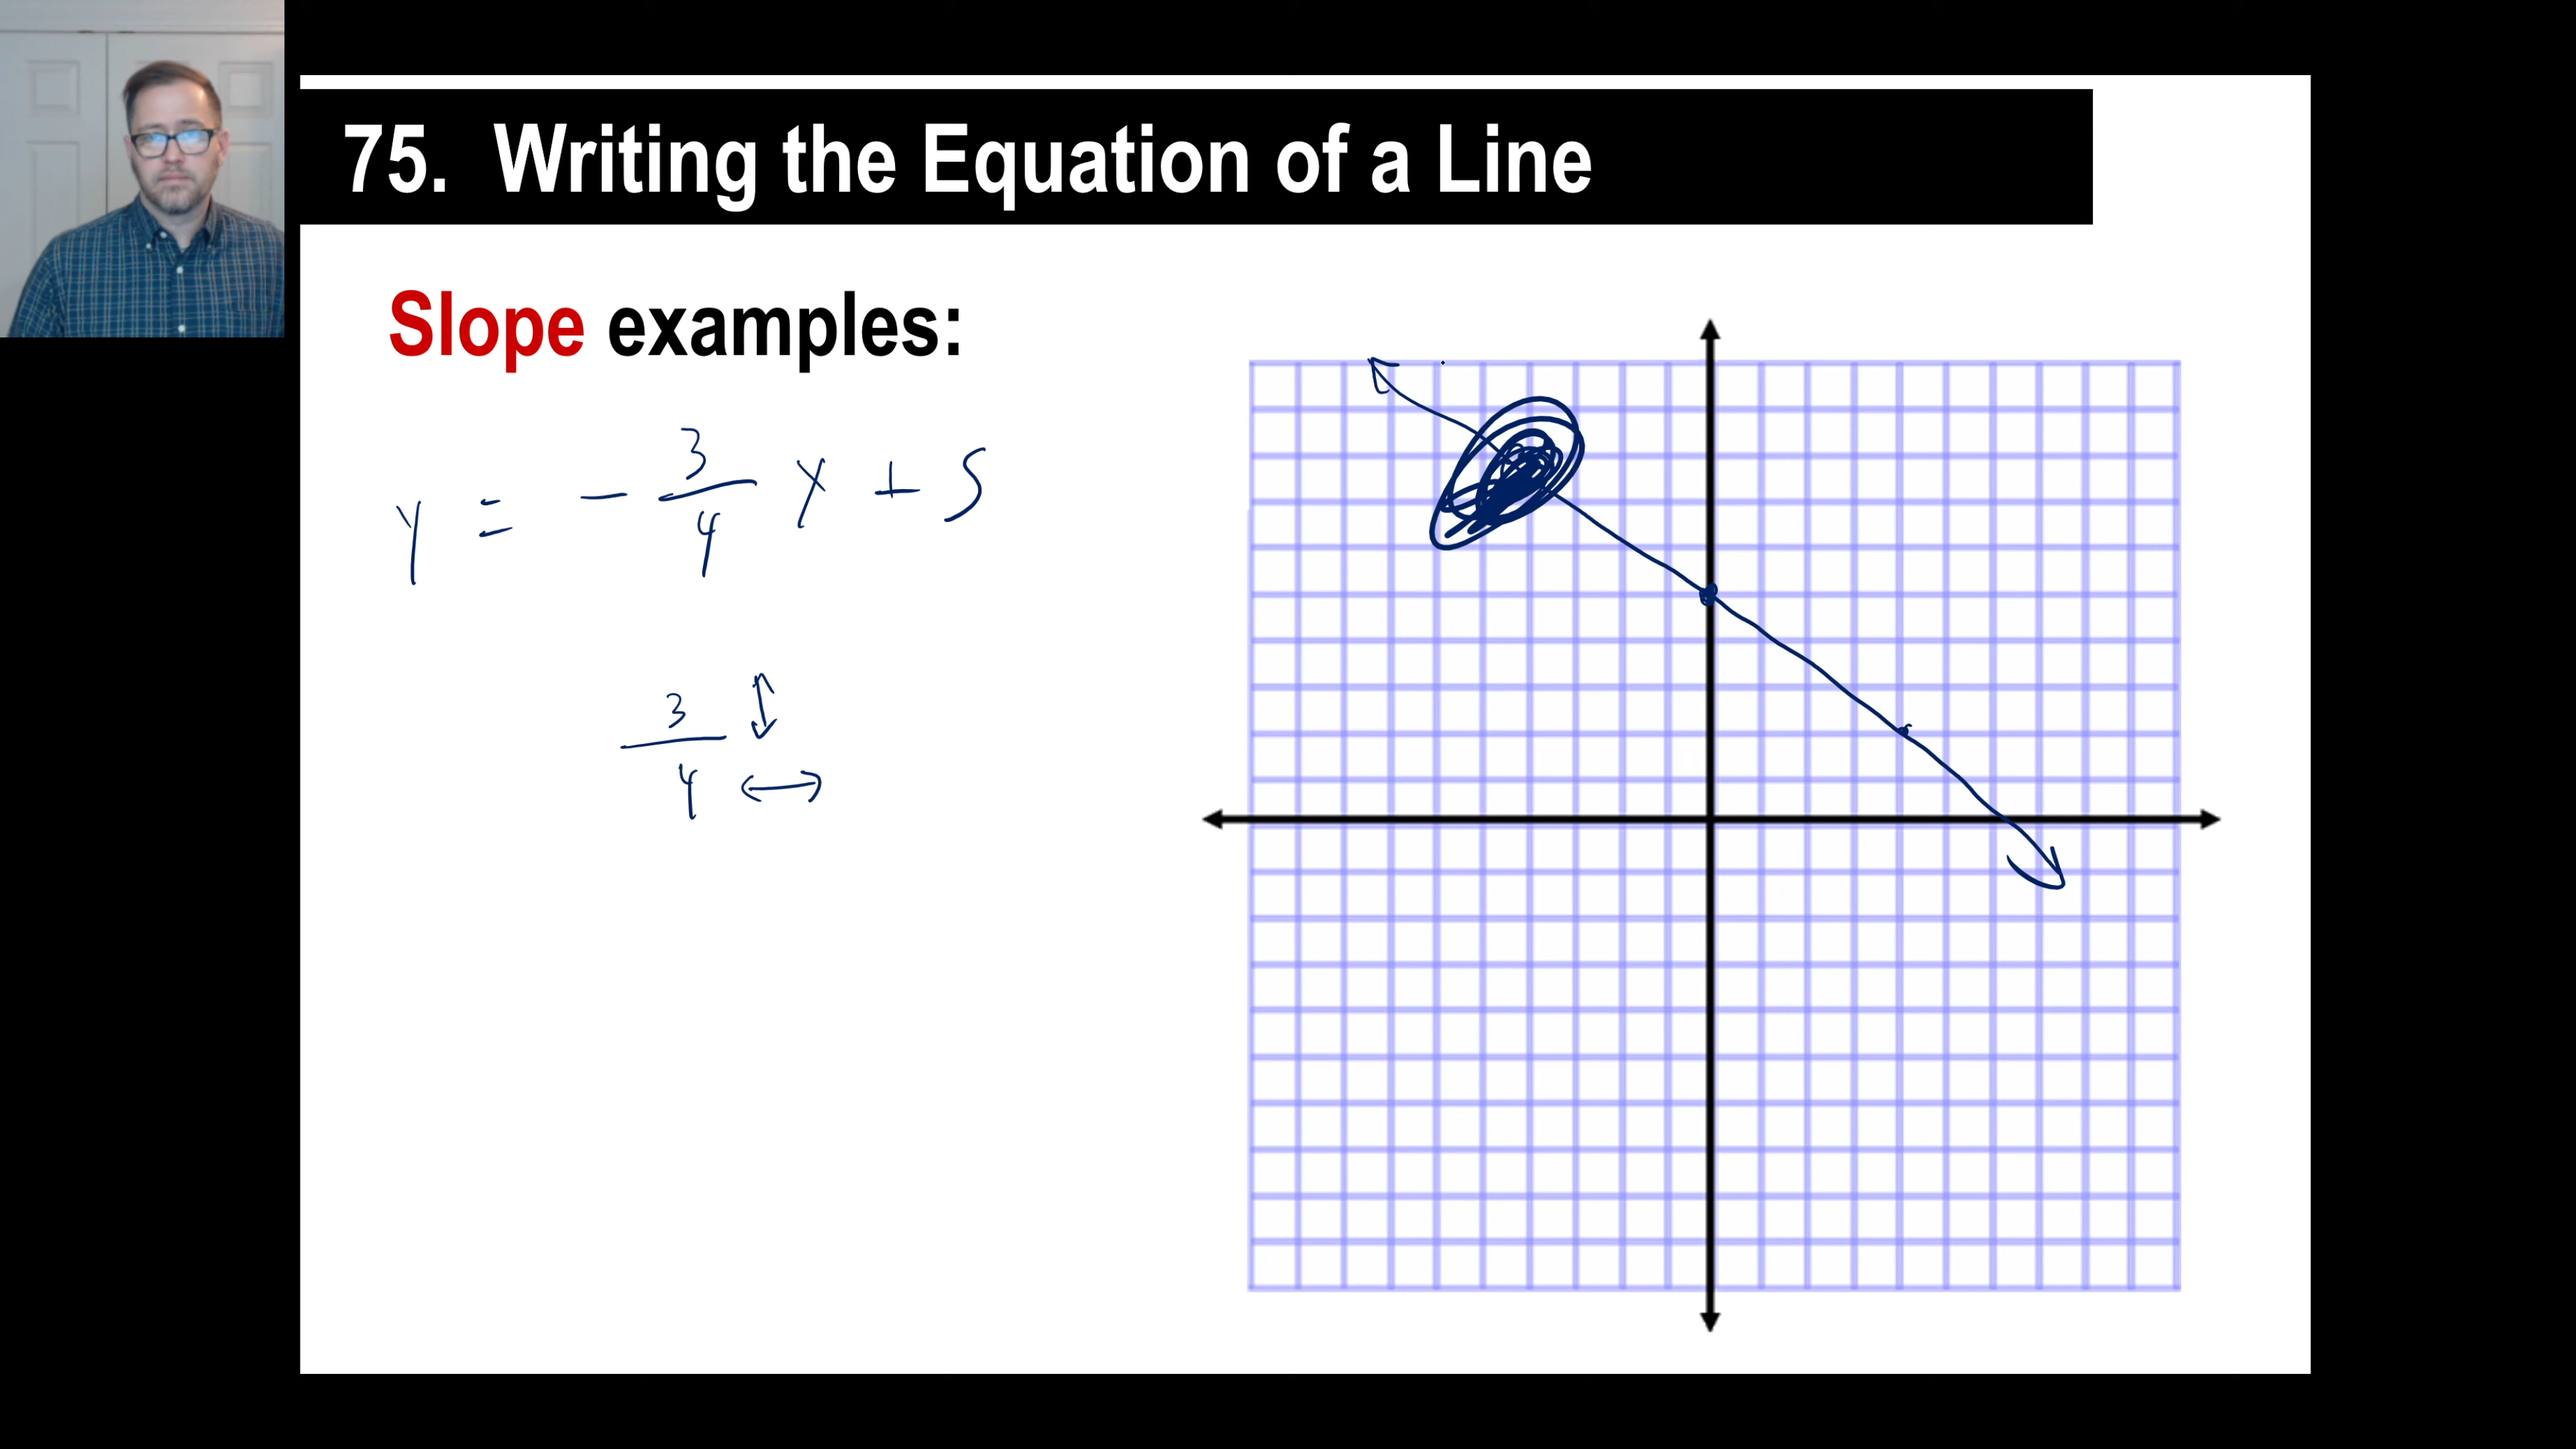 75. Writing the Equation of a Line
Slope examples:
y = - 3/4 x + 5
3/4